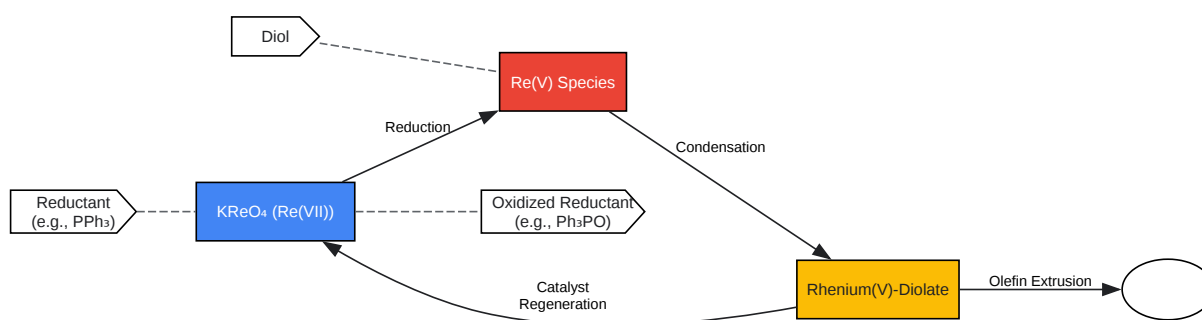 Diol
Re(V) Species
Reduction
Condensation
Reductant
(e.g., PPh₃)
KReO₄ (Re(VII))
Oxidized Reductant
(e.g., Ph₃PO)
Catalyst
Regeneration
Rhenium(V)-Diolate
Olefin Extrusion